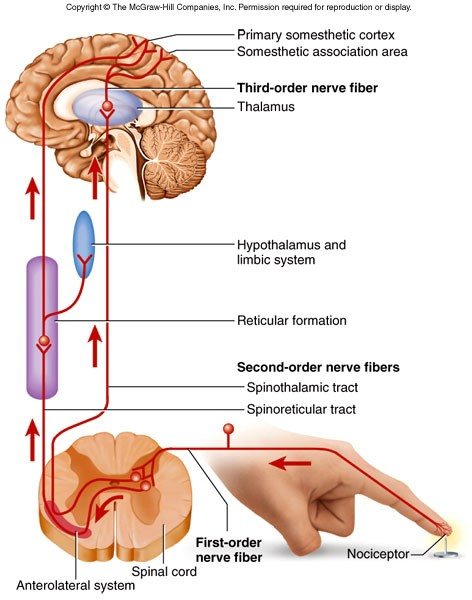 Copyright © The McGraw-Hill Companies, Inc. Permission required for reproduction or display.
Primary somesthetic cortex
Somesthetic association area
Third-order nerve fiber
Thalamus
Hypothalamus and
limbic system
Reticular formation
Second-order nerve fibers
Spinothalamic tract
Spinoreticular tract
First-order
nerve fiber
Nociceptor
Spinal cord
Anterolateral system